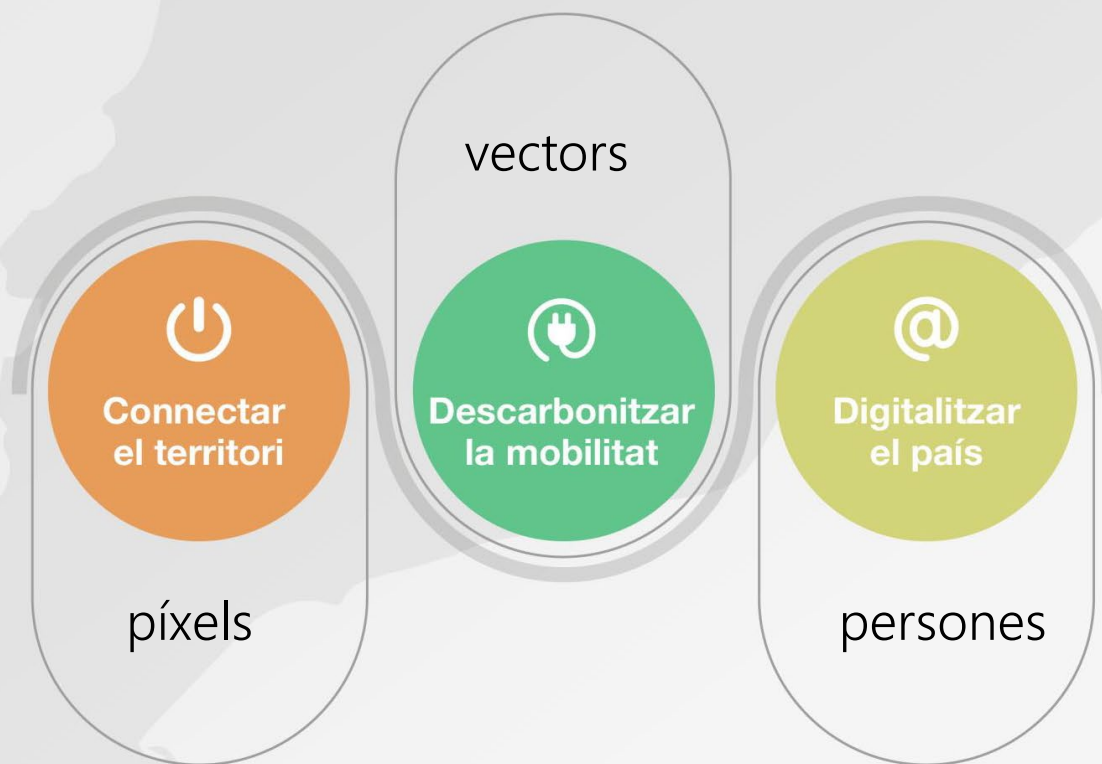 vectors
Connectar
el territori
Descarbonitzar
la mobilitat
@
Digitalitzar
el país
píxels
persones